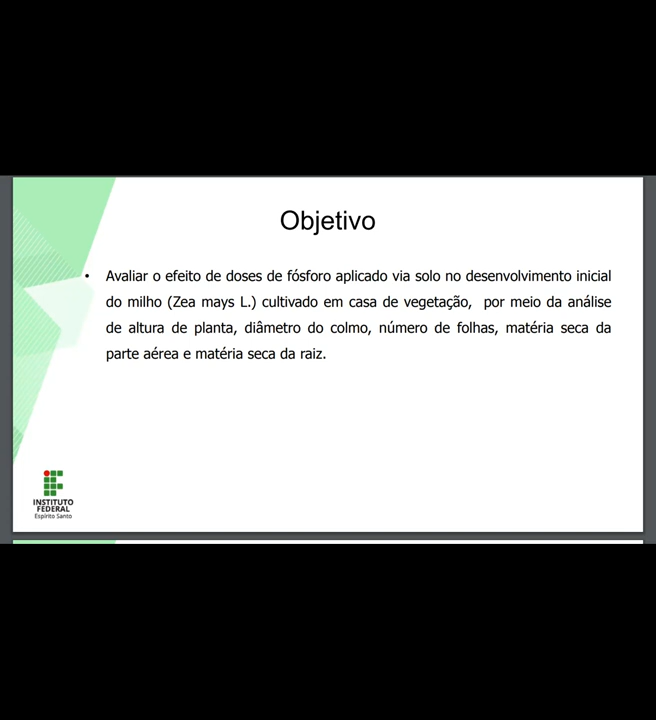 Objetivo
• Avaliar o efeito de doses de fósforo aplicado via solo no desenvolvimento inicial
do milho (Zea mays L.) cultivado em casa de vegetação, por meio da análise
de altura de planta, diâmetro do colmo, número de folhas, matéria seca da
parte aérea e matéria seca da raiz.
INSTITUTO
FEDERAL
Espírito Santo